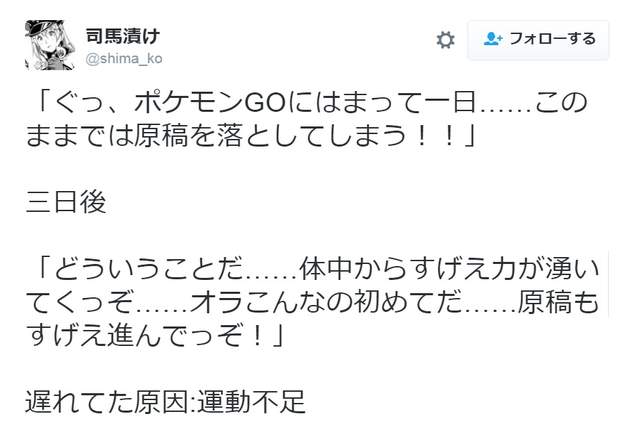 司馬漬け
@shima_ko
フォローする
「ぐっ、ポケモンGOにはまって一日……この
ままでは原稿を落としてしまう！！」
三日後
「どういうことだ……体中からすげえ力が湧い
てくっぞ……オラこんなの初めてだ……原稿も
すげえ進んでっぞ！」
遅れてた原因:運動不足